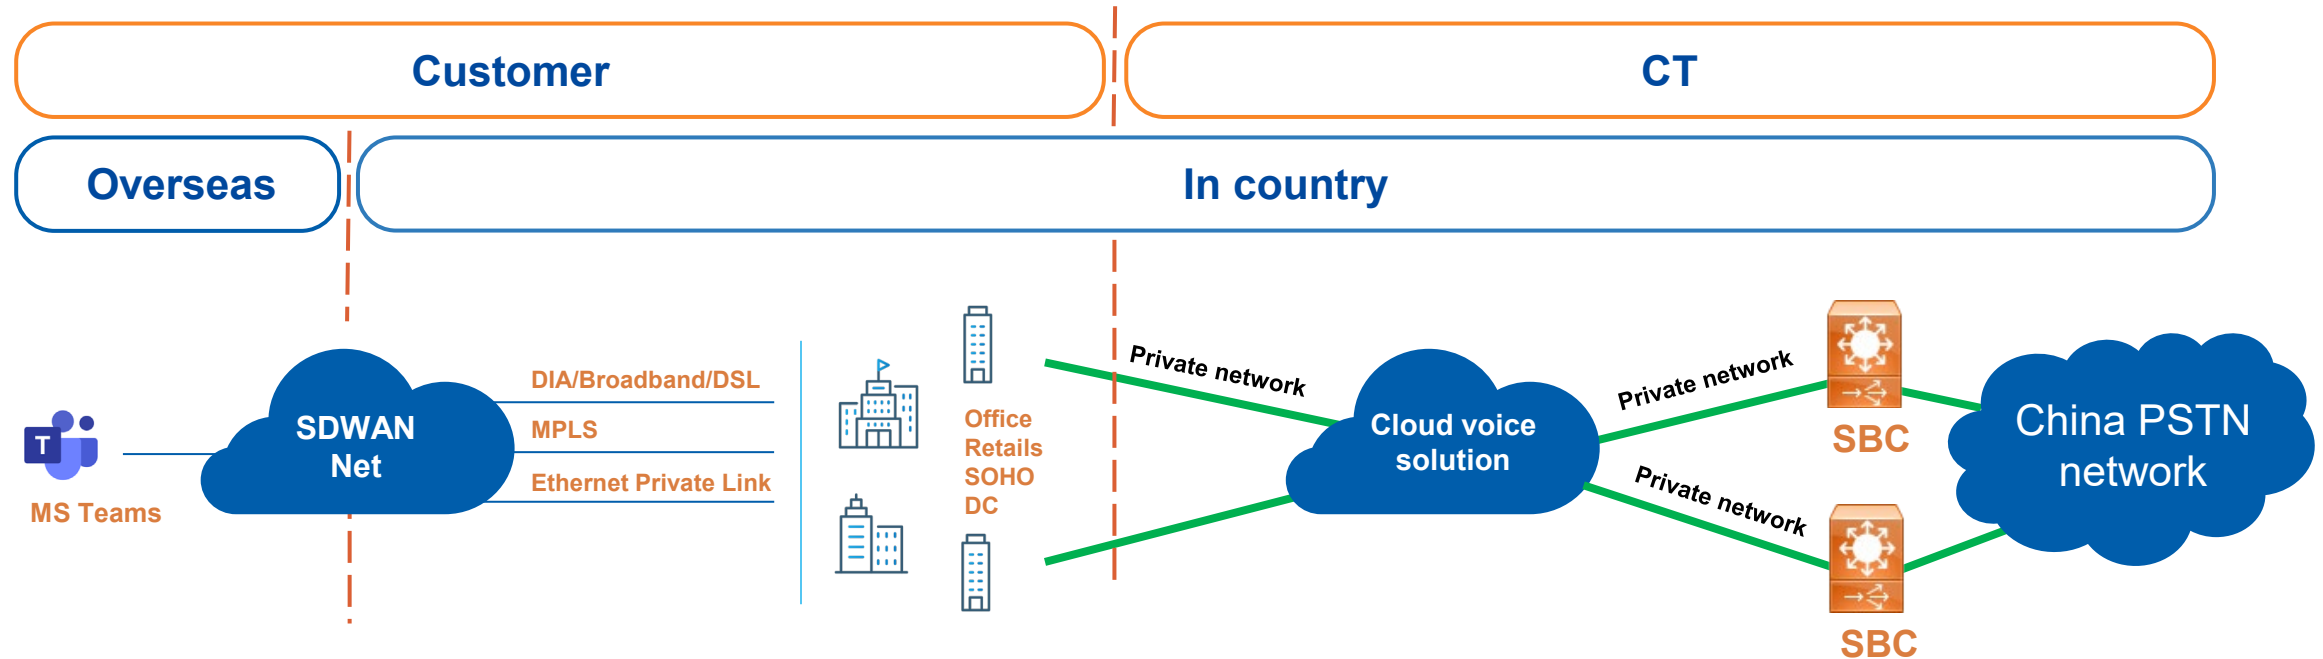 Customer
CT
Overseas
In country
DIA/Broadband/DSL
MPLS
Ethernet Private Link
SDWAN
Net
T
MS Teams
Office
Retails
SOHO
DC
Private network
Cloud voice
solution
Private network
Private network
SBC
SBC
China PSTN
network